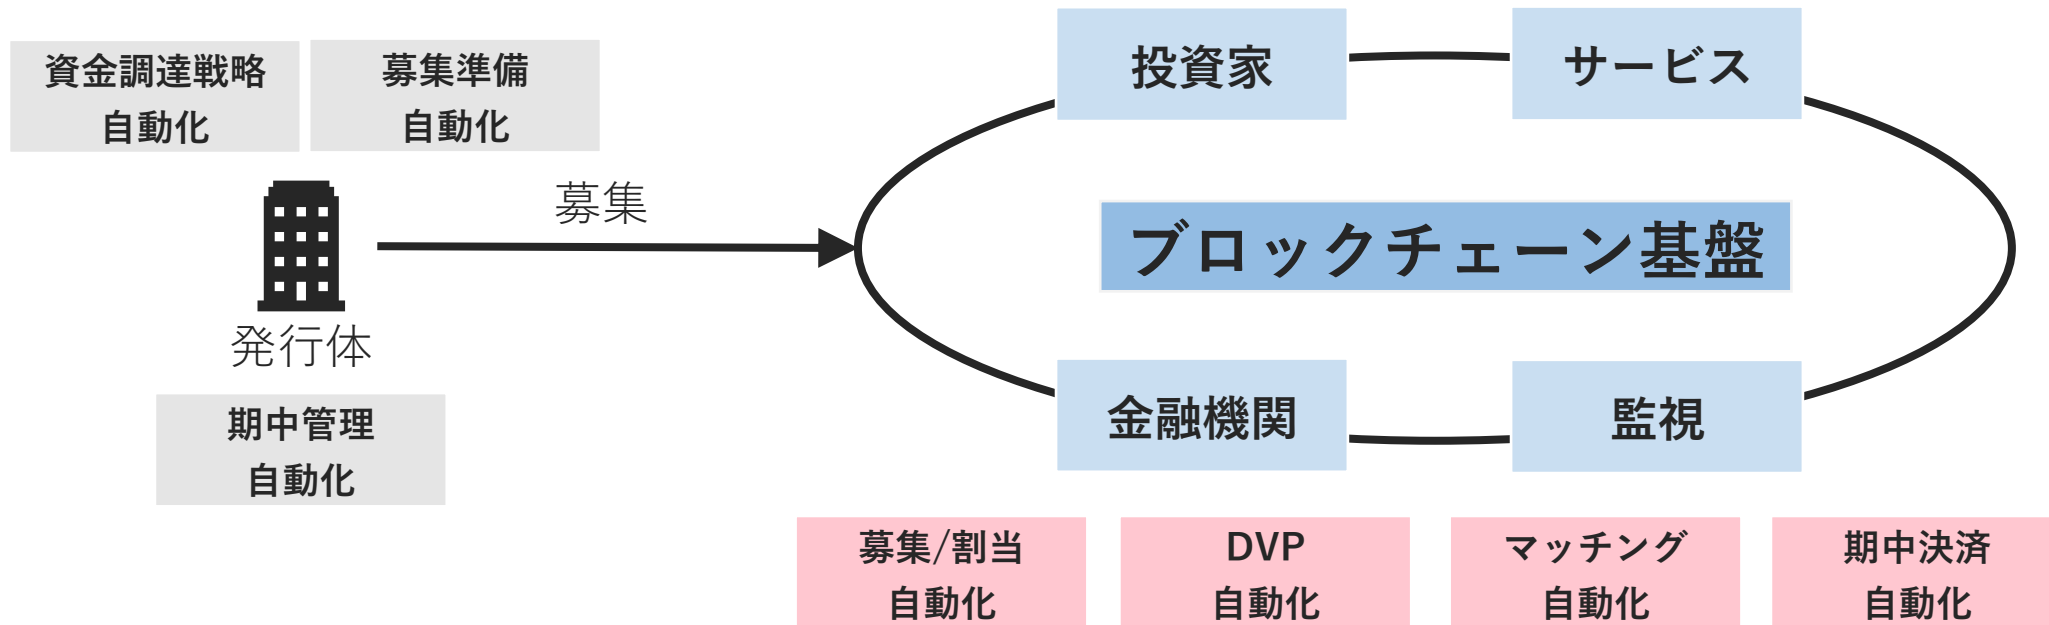 資金調達戦略
自動化
募集準備
自動化
募集
発行体
期中管理
自動化
投資家
サービス
ブロックチェーン基盤
金融機関
監視
募集/割当
自動化
DVP
自動化
マッチング
自動化
期中決済
自動化